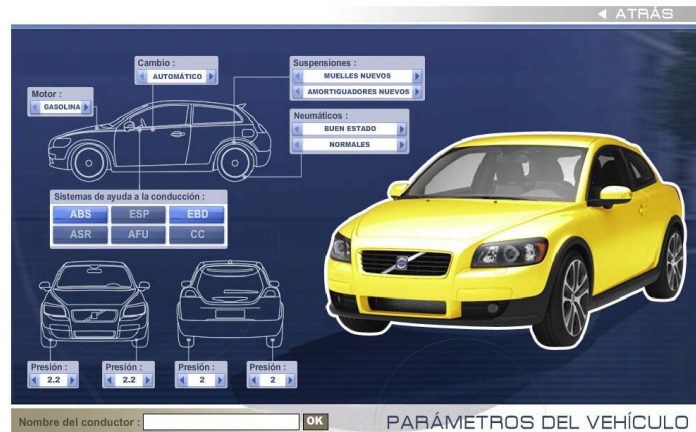 ATRÁS
Cambio :
AUTOMÁTICO
Suspensiones :
MUELLES NUEVOS
AMORTIGUADORES NUEVOS
Motor :
GASOLINA
Neumáticos :
BUEN ESTADO
NORMALES
Sistemas de ayuda a la conducción :
ABS ESP EBD
ASR AFU CC
Presión : Presión : Presión : Presión :
2.2 2.2 2 2
Nombre del conductor : OK
PARÁMETROS DEL VEHÍCULO